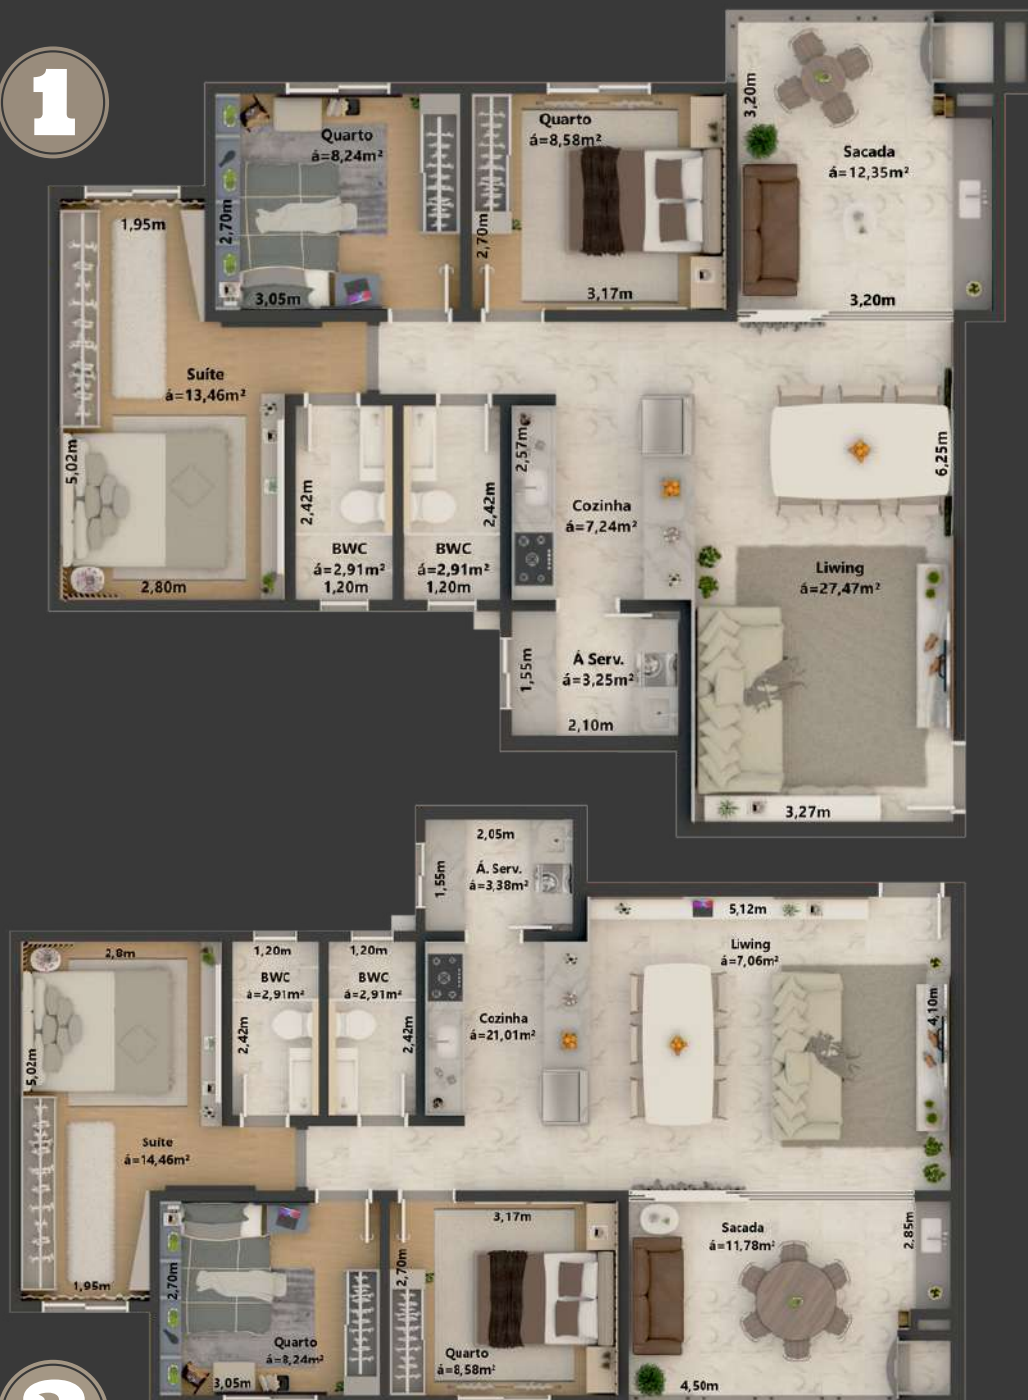 1
Quarto
á=8,24m²
2,70m
3,05m
Quarto
á=8,58m²
2,70m
3,17m
3,20m
Sacada
á=12,35m²
3,20m
1,95m
Suíte
á=13,46m²
5,02m
2,80m
2,42m
BWC
á=2,91m²
1,20m
2,42m
BWC
á=2,91m²
1,20m
2,57m
Cozinha
á=7,24m²
6,25m
Liwing
á=27,47m²
3,27m
1,55m
Á Serv.
á=3,25m²
2,10m
2,05m
1,55m
Á. Serv.
á=3,38m²
5,12m
Liwing
á=7,06m²
4,10m
2,8m
5,02m
1,20m
BWC
á=2,91m²
2,42m
1,20m
BWC
á=2,91m²
2,42m
Cozinha
á=21,01m²
Suíte
á=14,46m²
1,95m
2,70m
Quarto
á=8,24m²
3,05m
3,17m
2,70m
Quarto
á=8,58m²
Sacada
á=11,78m²
2,85m
4,50m